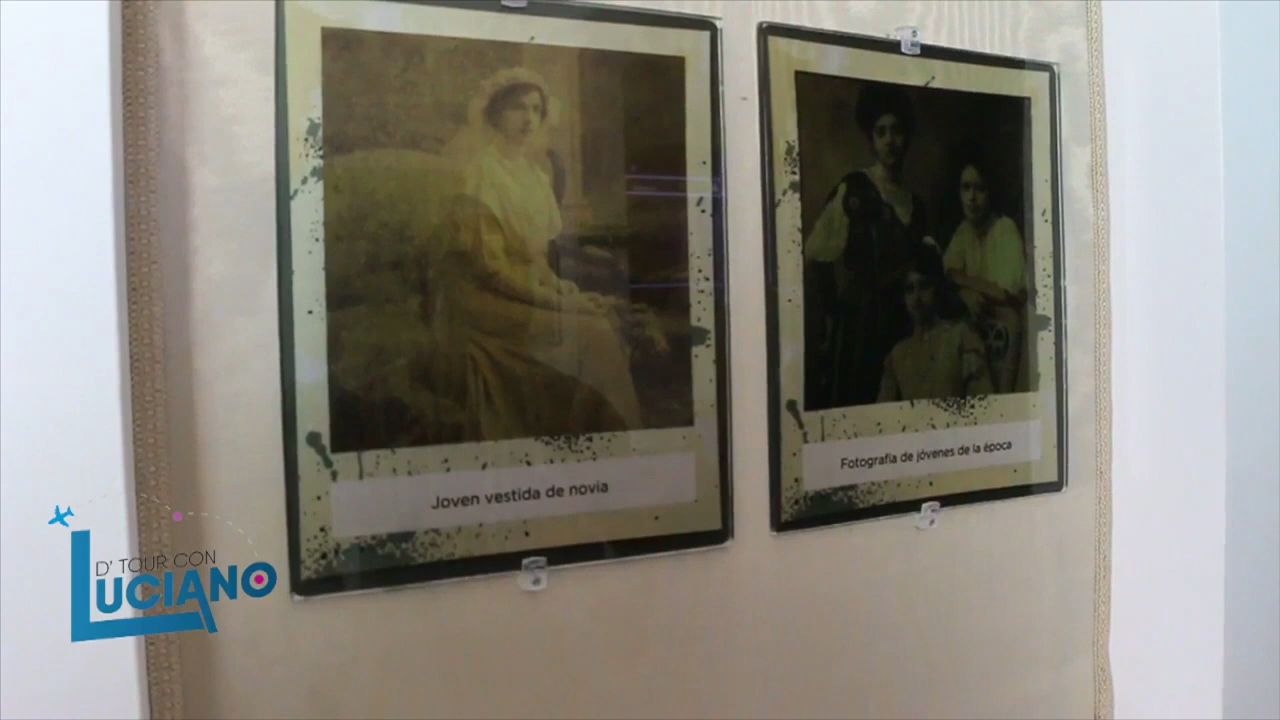 Joven vestida de novia
Fotografía de jóvenes de la época
D' TOUR CON
LUCIANO